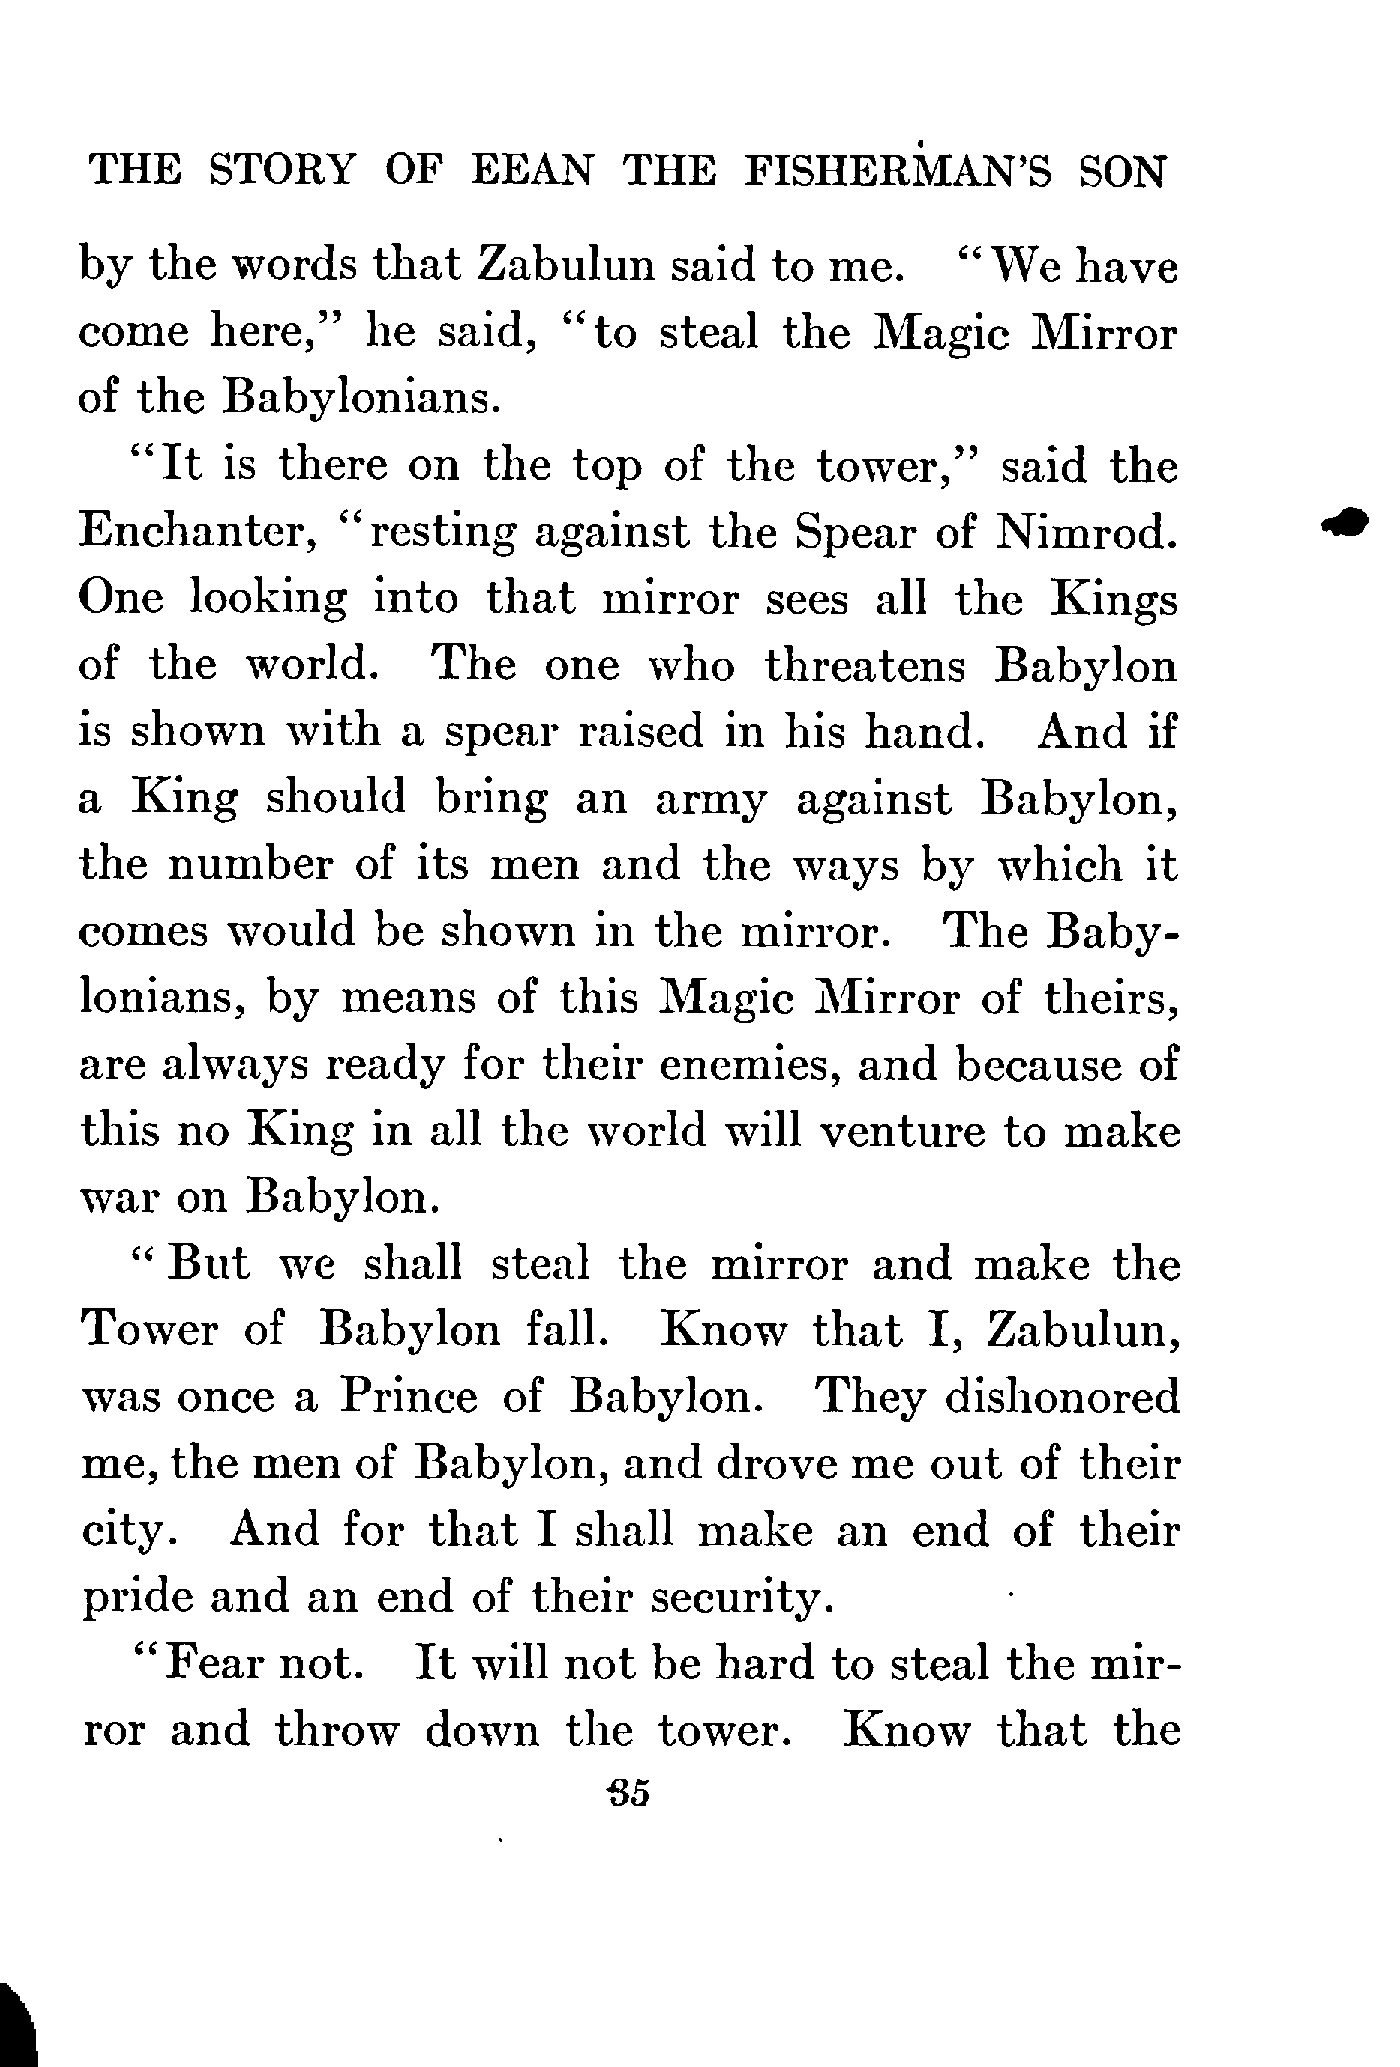 THE STORY OF EEAN THE FISHERMAN'S SON
by the words that Zabulun said to me. "We have
come here," he said, "to steal the Magic Mirror
of the Babylonians.
"It is there on the top of the tower," said the
Enchanter, "resting against the Spear of Nimrod.
One looking into that mirror sees all the Kings
of the world. The one who threatens Babylon
is shown with a spear raised in his hand. And if
a King should bring an army against Babylon,
the number of its men and the ways by which it
comes would be shown in the mirror. The Baby-
lonians, by means of this Magic Mirror of theirs,
are always ready for their enemies, and because of
this no King in all the world will venture to make
war on Babylon.
"But we shall steal the mirror and make the
Tower of Babylon fall. Know that I, Zabulun,
was once a Prince of Babylon. They dishonored
me, the men of Babylon, and drove me out of their
city. And for that I shall make an end of their
pride and an end of their security.
"Fear not. It will not be hard to steal the mir-
ror and throw down the tower. Know that the
35